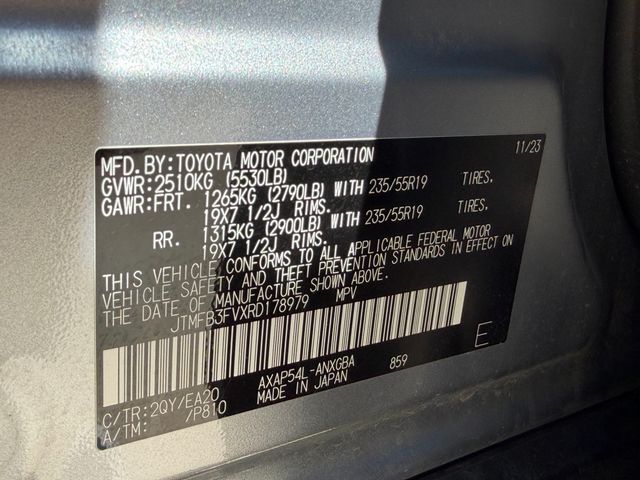 MFD.BY:TOYOTA MOTOR CORPORATION 11/23
GVWR:2510KG (5530LB)
GAWR:FRT. 1265KG (2790LB) WITH 235/55R19 TIRES.
19X7 1/2J RIMS.
RR. 1315KG (2900LB) WITH 235/55R19 TIRES.
19X7 1/2J RIMS.
THIS VEHICLE CONFORMS TO ALL APPLICABLE FEDERAL MOTOR
VEHICLE SAFETY AND THEFT PREVENTION STANDARDS IN EFFECT ON
THE DATE OF MANUFACTURE SHOWN ABOVE.
JTMFB3FVXRD178979 MPV
E
C/TR:2QY/EA20 AXAP54L-ANXGBA 859
A/TM: /P810 MADE IN JAPAN